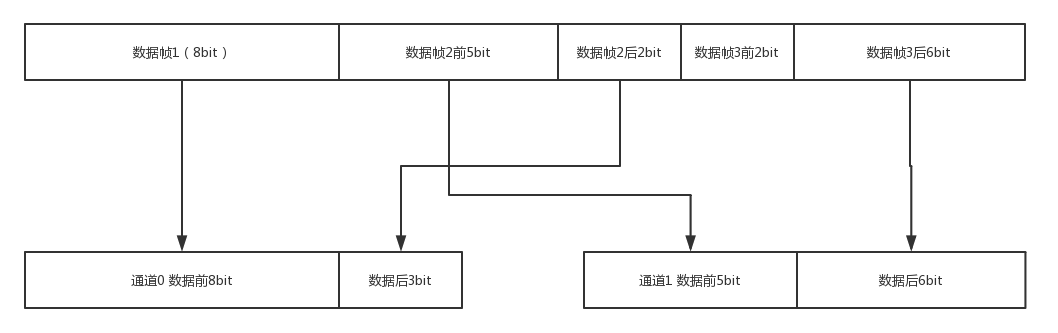 数据帧1（8bit）
数据帧2前5bit
数据帧2后2bit
数据帧3前2bit
数据帧3后6bit
通道0 数据前8bit
数据后3bit
通道1 数据前5bit
数据后6bit